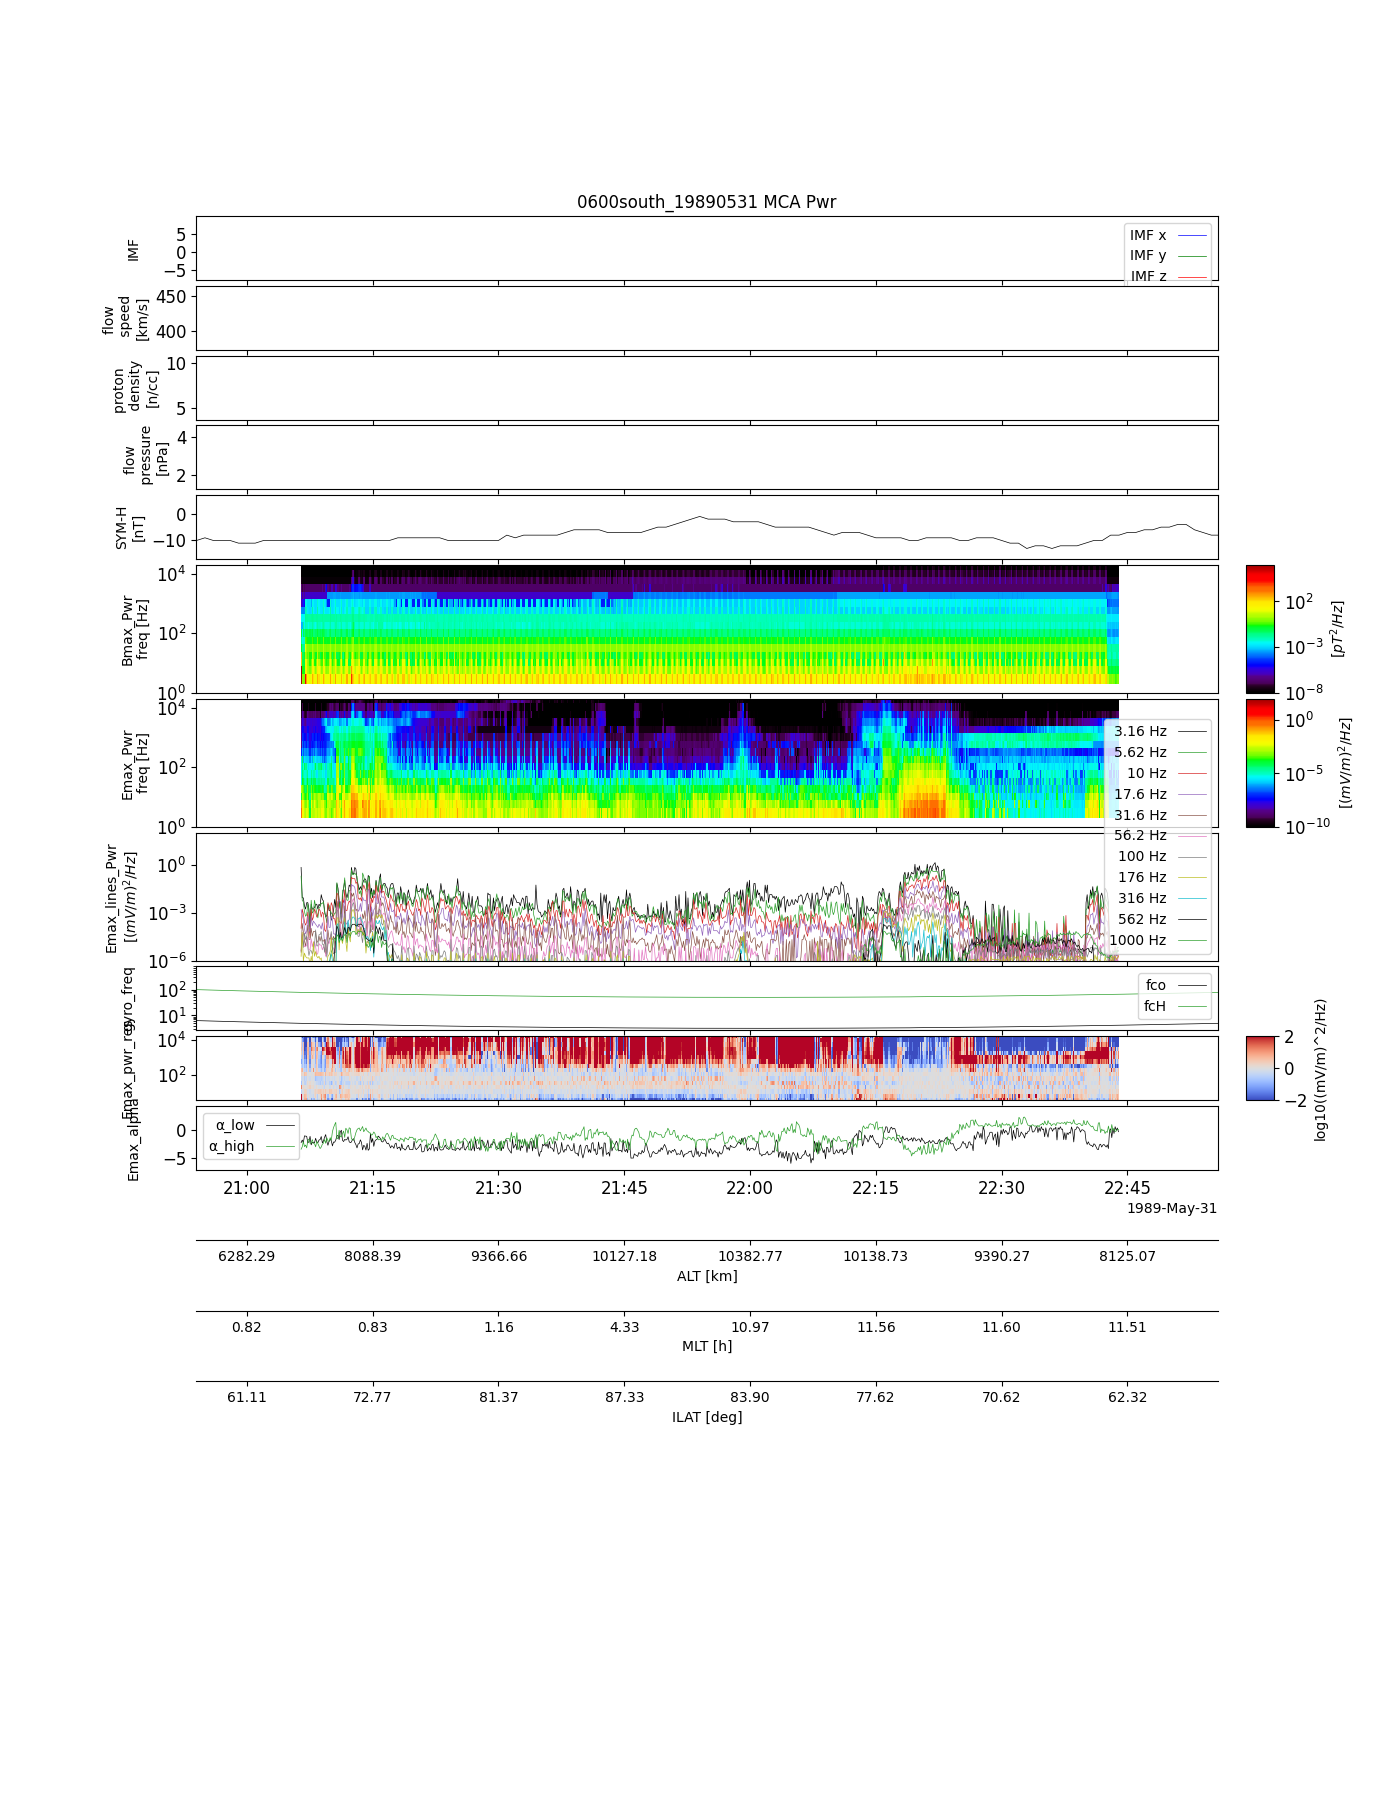 0600south_19890531 MCA Pwr
IMF
5
0
−5
IMF x
IMF y
IMF z
flow
speed
[km/s]
450
400
proton
density
[n/cc]
10
5
flow
pressure
[nPa]
4
2
SYM-H
[nT]
0
−10
Bmax_Pwr
freq [Hz]
10^4
10^2
10^0
10^2
10^−3
10^−8
[pT^2/Hz]
Emax_Pwr
freq [Hz]
10^4
10^2
10^0
10^0
10^−5
10^−10
[(mV/m)^2/Hz]
3.16 Hz
5.62 Hz
10 Hz
17.6 Hz
31.6 Hz
56.2 Hz
100 Hz
176 Hz
316 Hz
562 Hz
1000 Hz
Emax_lines_Pwr
[(mV/m)^2/Hz]
10^0
10^−3
10^−6
gyro_freq
10^2
10^1
fco
fcH
Emax_pwr_reg
10^4
10^2
2
0
−2
log10((mV/m)^2/Hz)
Emax_alpha
0
−5
α_low
α_high
21:00 21:15 21:30 21:45 22:00 22:15 22:30 22:45
1989-May-31
6282.29 8088.39 9366.66 10127.18 10382.77 10138.73 9390.27 8125.07
ALT [km]
0.82 0.83 1.16 4.33 10.97 11.56 11.60 11.51
MLT [h]
61.11 72.77 81.37 87.33 83.90 77.62 70.62 62.32
ILAT [deg]